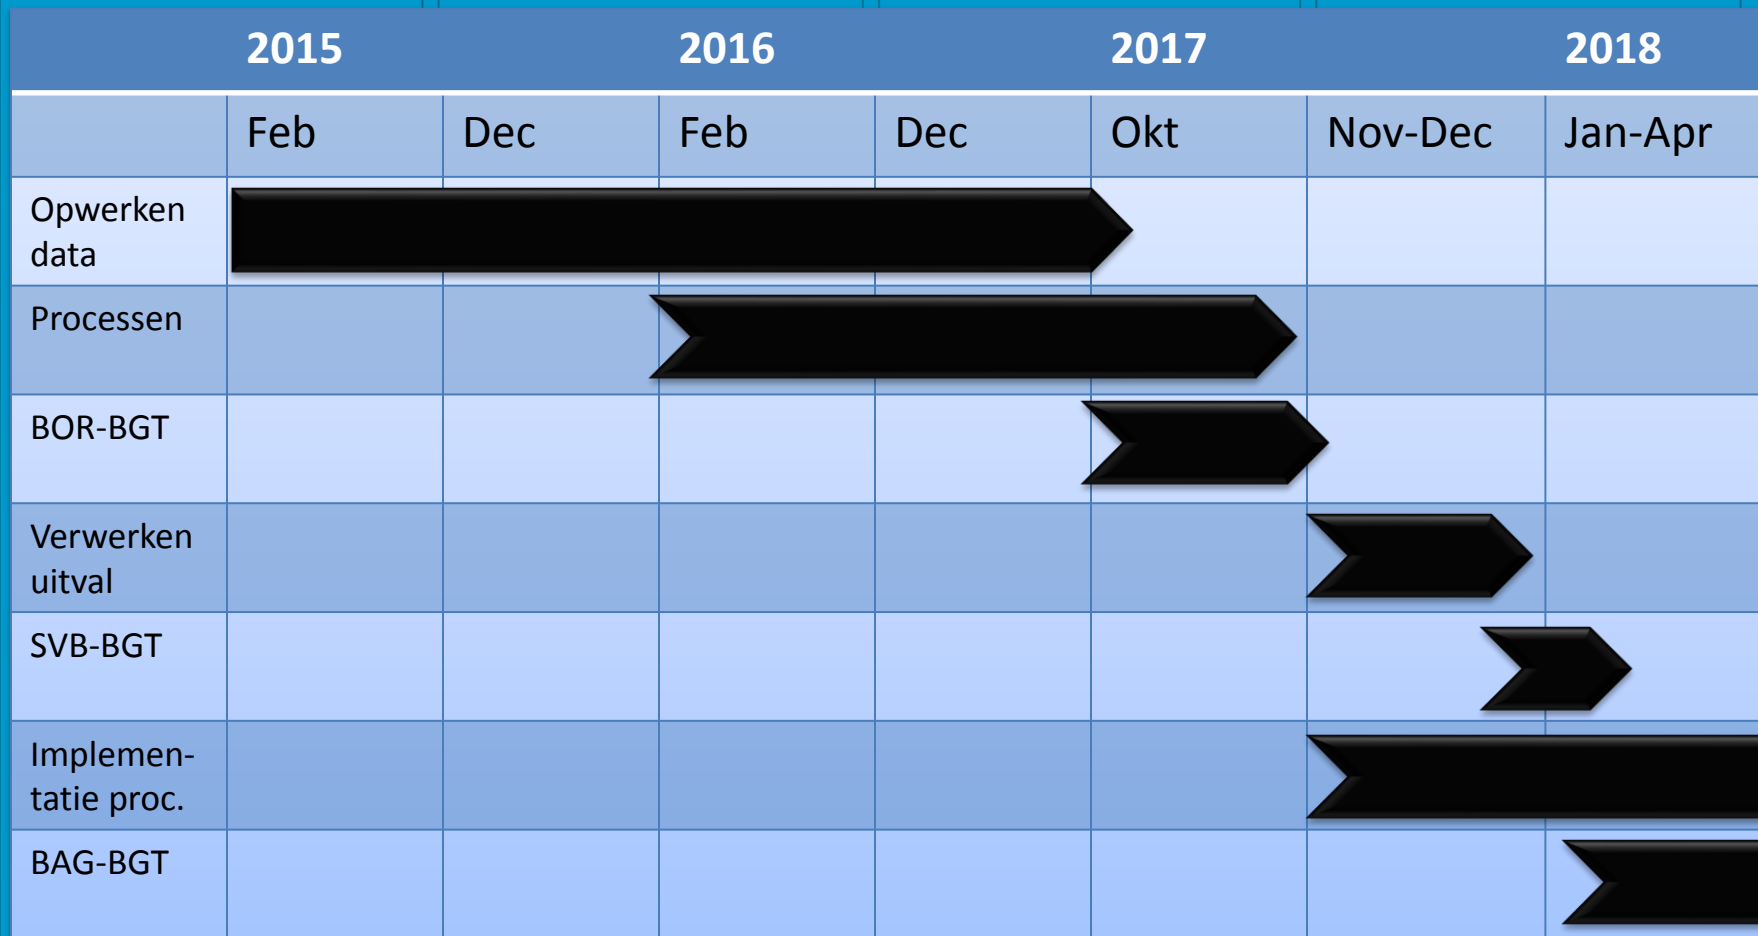 2015 2016 2017 2018
Feb Dec Feb Dec Okt Nov-Dec Jan-Apr
Opwerken
data
Processen
BOR-BGT
Verwerken
uitval
SVB-BGT
Implemen-
tatie proc.
BAG-BGT